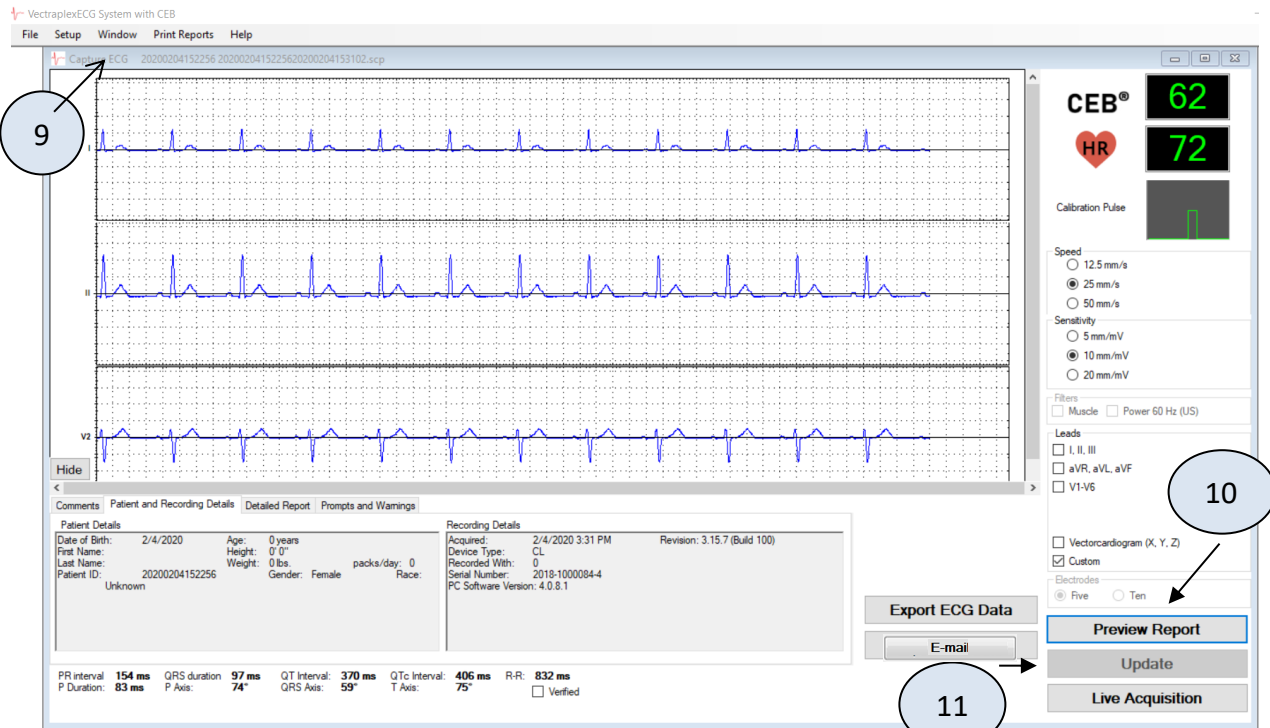 VectraplexECG System with CEB
File Setup Window Print Reports Help
Capture ECG 20200204152256 2020020415225620200204153102.scp
9
I
II
V2
Hide
CEB®
62
HR
72
Calibration Pulse
Speed
12.5 mm/s
25 mm/s
50 mm/s
Sensitivity
5 mm/mV
10 mm/mV
20 mm/mV
Filters
Muscle Power 60 Hz (US)
Leads
I, II, III
aVR, aVL, aVF
V1-V6
10
Vectorcardiogram (X, Y, Z)
Custom
Electrodes
Five Ten
Comments Patient and Recording Details Detailed Report Prompts and Warnings
Patient Details
Date of Birth: 2/4/2020 Age: 0 years
First Name: Height: 0' 0"
Last Name: Weight: 0 lbs. packs/day: 0
Patient ID: 20200204152256 Gender: Female Race:
Unknown
Recording Details
Acquired: 2/4/2020 3:31 PM Revision: 3.15.7 (Build 100)
Device Type: CL
Recorded With: 0
Serial Number: 2018-1000084-4
PC Software Version: 4.0.8.1
Export ECG Data
E-mail
Preview Report
Update
Live Acquisition
11
PR interval 154 ms QRS duration 97 ms QT Interval: 370 ms QTc Interval: 406 ms R-R: 832 ms
P Duration: 83 ms P Axis: 74° QRS Axis: 59° T Axis: 75° Verified